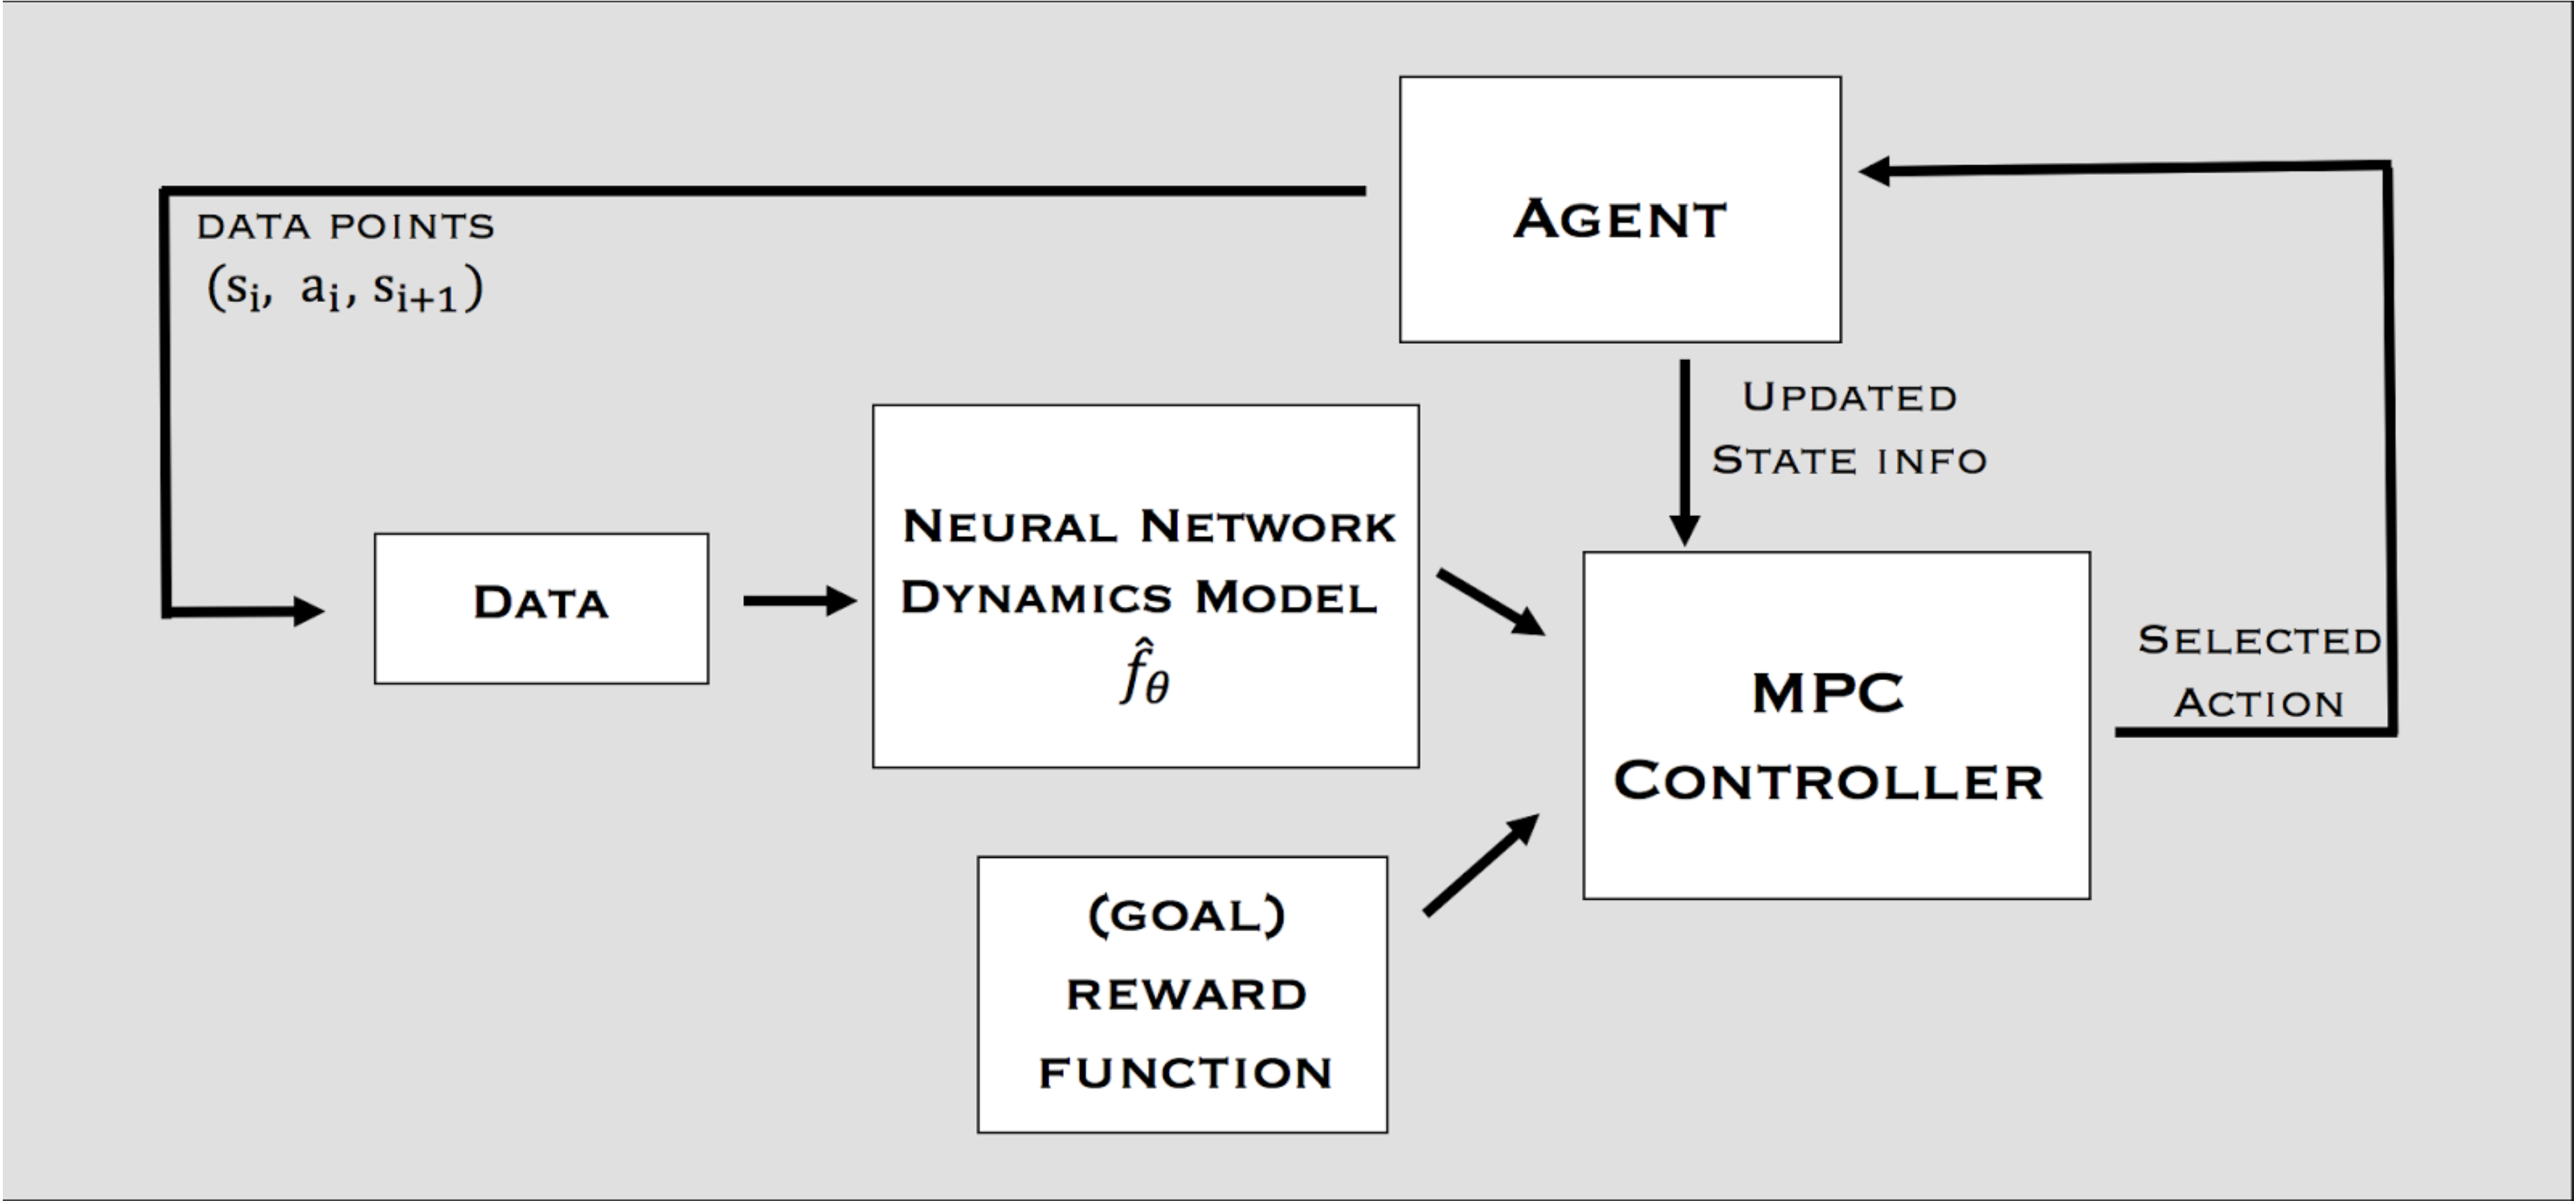 AGENT
DATA POINTS
(sᵢ, aᵢ, sᵢ₊₁)
UPDATED
STATE INFO
DATA
NEURAL NETWORK
DYNAMICS MODEL
f̂_θ
MPC
CONTROLLER
SELECTED
ACTION
(GOAL)
REWARD
FUNCTION